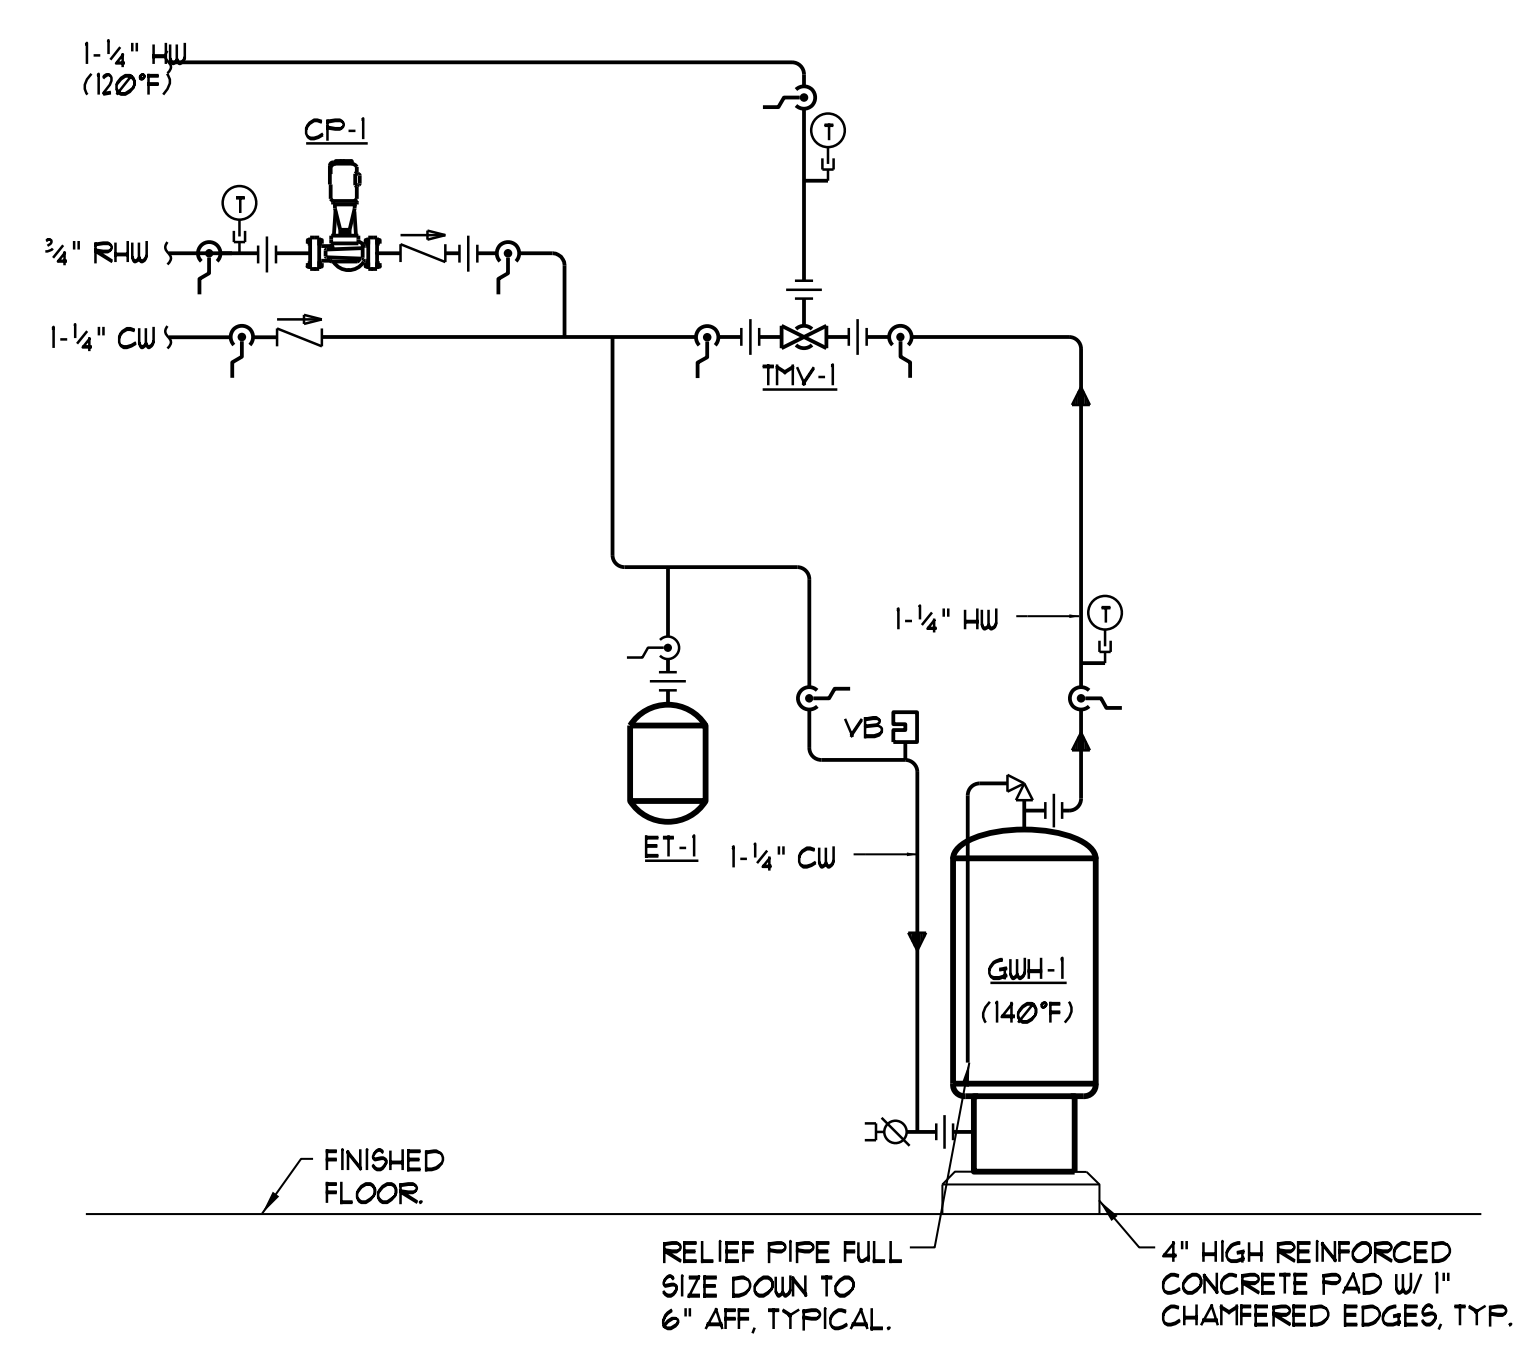 1-1/4" HW
(120°F)
CP-1
T
T
3/4" RHW
1-1/4" CW
TMV-1
1-1/4" HW
T
VB
ET-1
1-1/4" CW
GWH-1
(140°F)
FINISHED
FLOOR.
RELIEF PIPE FULL
SIZE DOWN TO
6" AFF, TYPICAL.
4" HIGH REINFORCED
CONCRETE PAD W/ 1"
CHAMFERED EDGES, TYP.